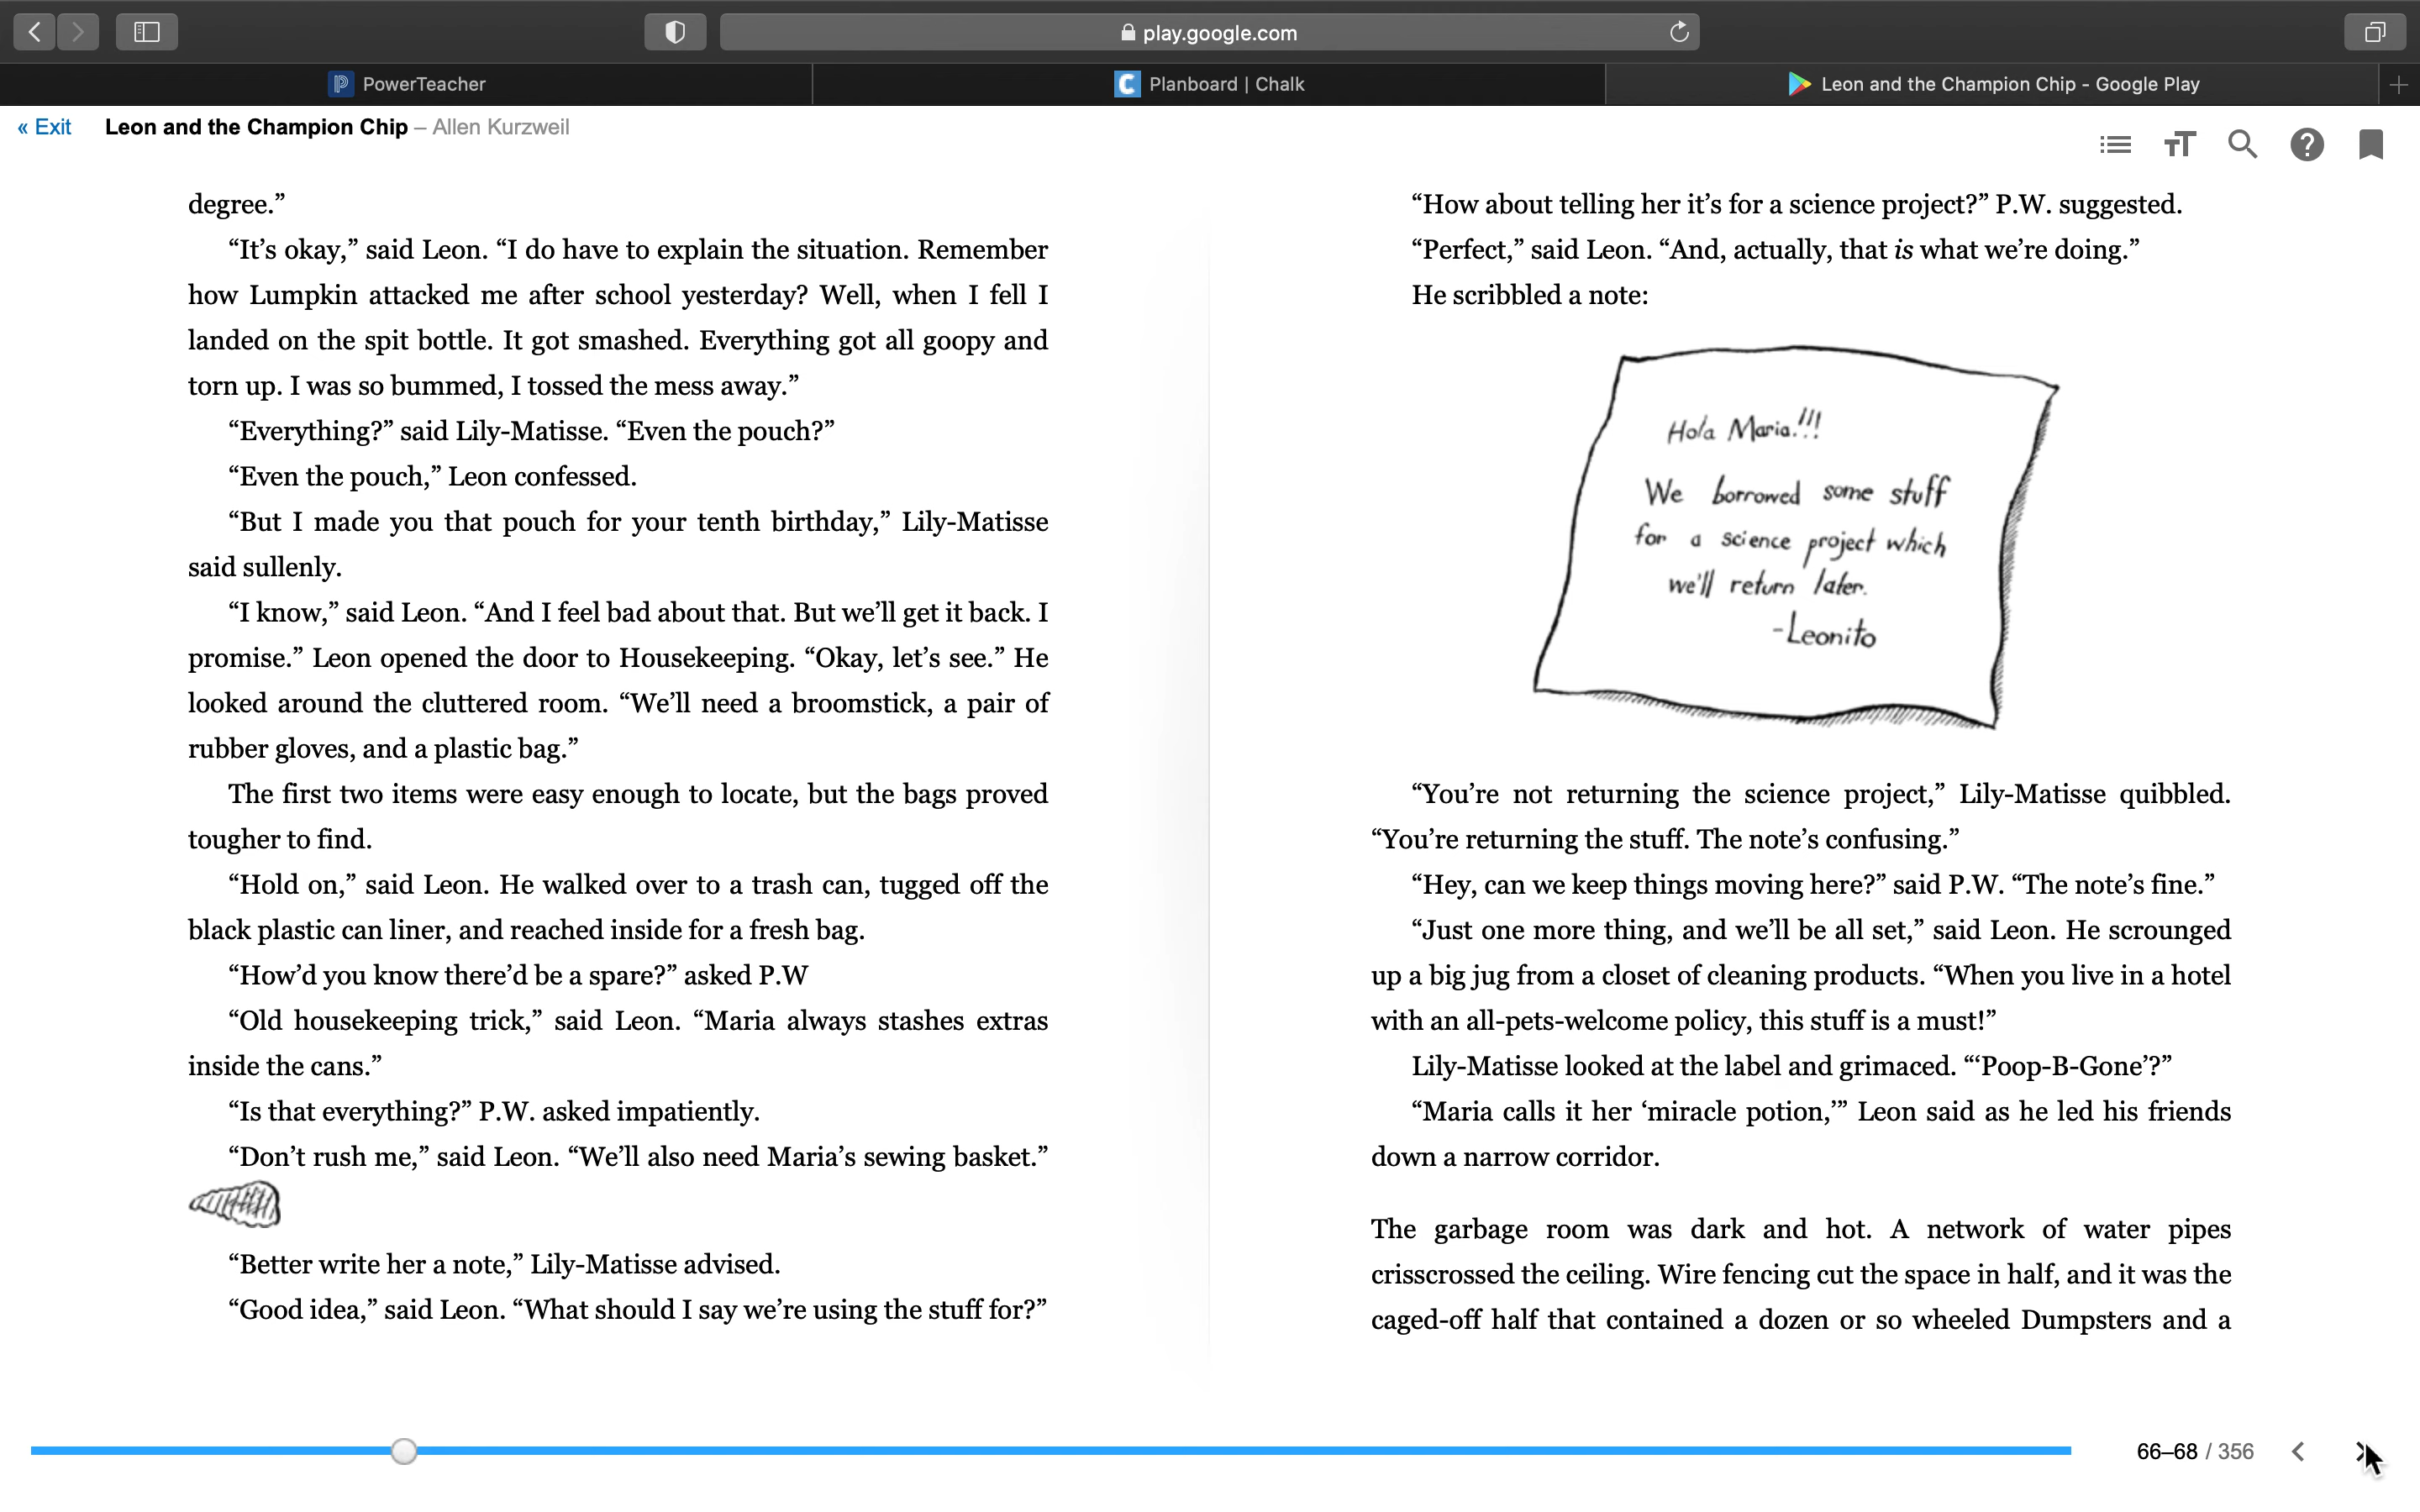 play.google.com
PowerTeacher
Planboard | Chalk
Leon and the Champion Chip - Google Play
« Exit
Leon and the Champion Chip – Allen Kurzweil
degree.”
“It’s okay,” said Leon. “I do have to explain the situation. Remember
how Lumpkin attacked me after school yesterday? Well, when I fell I
landed on the spit bottle. It got smashed. Everything got all goopy and
torn up. I was so bummed, I tossed the mess away.”
“Everything?” said Lily-Matisse. “Even the pouch?”
“Even the pouch,” Leon confessed.
“But I made you that pouch for your tenth birthday,” Lily-Matisse
said sullenly.
“I know,” said Leon. “And I feel bad about that. But we’ll get it back. I
promise.” Leon opened the door to Housekeeping. “Okay, let’s see.” He
looked around the cluttered room. “We’ll need a broomstick, a pair of
rubber gloves, and a plastic bag.”
The first two items were easy enough to locate, but the bags proved
tougher to find.
“Hold on,” said Leon. He walked over to a trash can, tugged off the
black plastic can liner, and reached inside for a fresh bag.
“How’d you know there’d be a spare?” asked P.W
“Old housekeeping trick,” said Leon. “Maria always stashes extras
inside the cans.”
“Is that everything?” P.W. asked impatiently.
“Don’t rush me,” said Leon. “We’ll also need Maria’s sewing basket.”
“Better write her a note,” Lily-Matisse advised.
“Good idea,” said Leon. “What should I say we’re using the stuff for?”
“How about telling her it’s for a science project?” P.W. suggested.
“Perfect,” said Leon. “And, actually, that is what we’re doing.”
He scribbled a note:
Hola Maria!!!
We borrowed some stuff
for a science project which
we'll return later.
-Leonito
“You’re not returning the science project,” Lily-Matisse quibbled.
“You’re returning the stuff. The note’s confusing.”
“Hey, can we keep things moving here?” said P.W. “The note’s fine.”
“Just one more thing, and we’ll be all set,” said Leon. He scrounged
up a big jug from a closet of cleaning products. “When you live in a hotel
with an all-pets-welcome policy, this stuff is a must!”
Lily-Matisse looked at the label and grimaced. “‘Poop-B-Gone’?”
“Maria calls it her ‘miracle potion,’” Leon said as he led his friends
down a narrow corridor.
The garbage room was dark and hot. A network of water pipes
crisscrossed the ceiling. Wire fencing cut the space in half, and it was the
caged-off half that contained a dozen or so wheeled Dumpsters and a
66–68 / 356